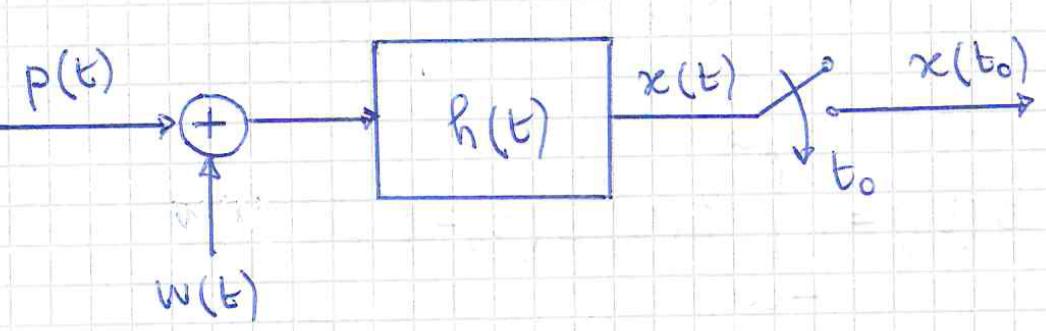 p(t)
+
h(t)
x(t)
x(t₀)
t₀
w(t)